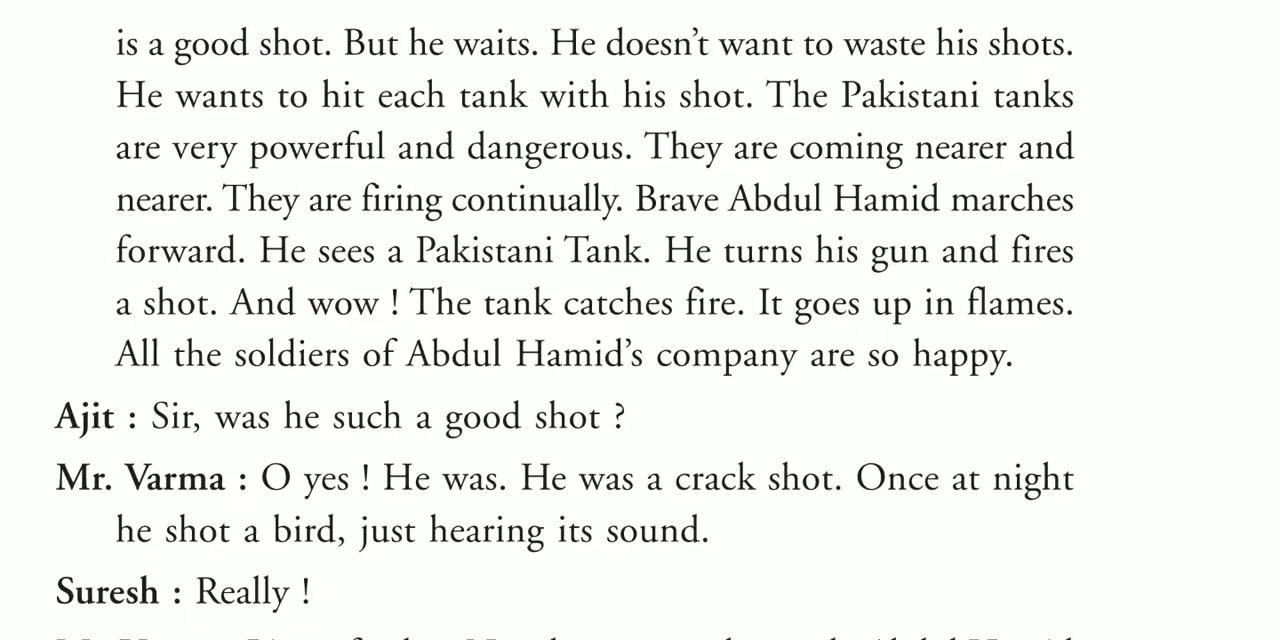 is a good shot. But he waits. He doesn’t want to waste his shots.
He wants to hit each tank with his shot. The Pakistani tanks
are very powerful and dangerous. They are coming nearer and
nearer. They are firing continually. Brave Abdul Hamid marches
forward. He sees a Pakistani Tank. He turns his gun and fires
a shot. And wow ! The tank catches fire. It goes up in flames.
All the soldiers of Abdul Hamid’s company are so happy.
Ajit : Sir, was he such a good shot ?
Mr. Varma : O yes ! He was. He was a crack shot. Once at night
he shot a bird, just hearing its sound.
Suresh : Really !